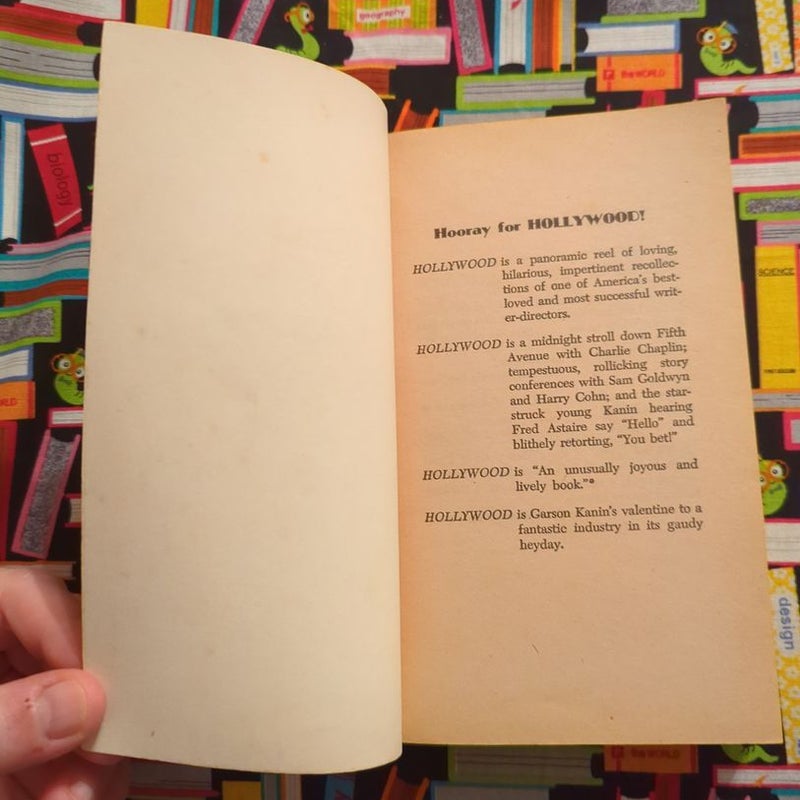 geography
the WORLD
biology
SCIENCE
design
Hooray for HOLLYWOOD!
HOLLYWOOD is a panoramic reel of loving,
hilarious, impertinent recollec-
tions of one of America's best-
loved and most successful writ-
er-directors.
HOLLYWOOD is a midnight stroll down Fifth
Avenue with Charlie Chaplin;
tempestuous, rollicking story
conferences with Sam Goldwyn
and Harry Cohn; and the star-
struck young Kanin hearing
Fred Astaire say "Hello" and
blithely retorting, "You bet!"
HOLLYWOOD is "An unusually joyous and
lively book."*
HOLLYWOOD is Garson Kanin's valentine to a
fantastic industry in its gaudy
heyday.
the WORLD